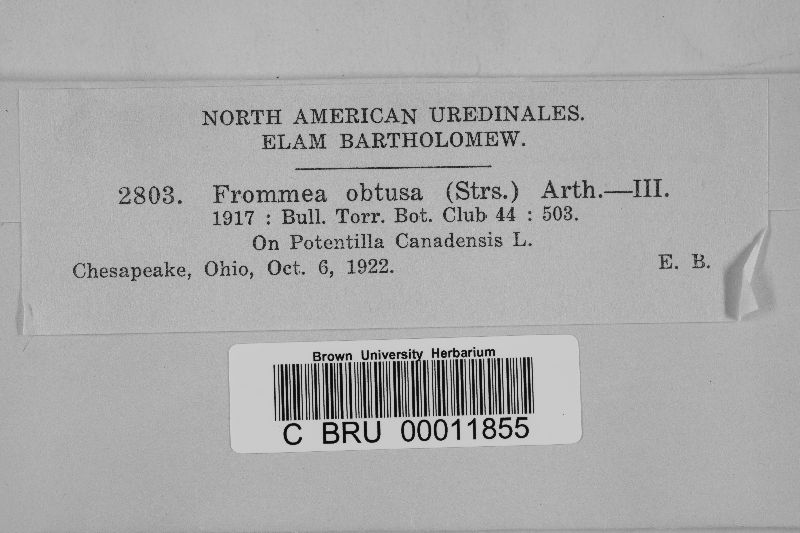 NORTH AMERICAN UREDINALES.
ELAM BARTHOLOMEW.
2803. Frommea obtusa (Strs.) Arth.—III.
1917 : Bull. Torr. Bot. Club 44 : 503.
On Potentilla Canadensis L.
Chesapeake, Ohio, Oct. 6, 1922. E. B.
Brown University Herbarium
C BRU 00011855